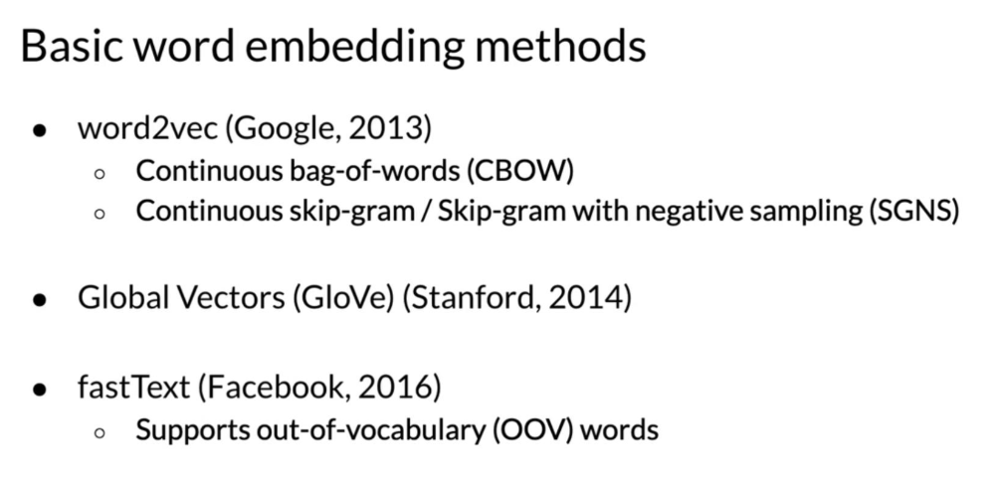 Basic word embedding methods
● word2vec (Google, 2013)
○ Continuous bag-of-words (CBOW)
○ Continuous skip-gram / Skip-gram with negative sampling (SGNS)
● Global Vectors (GloVe) (Stanford, 2014)
● fastText (Facebook, 2016)
○ Supports out-of-vocabulary (OOV) words